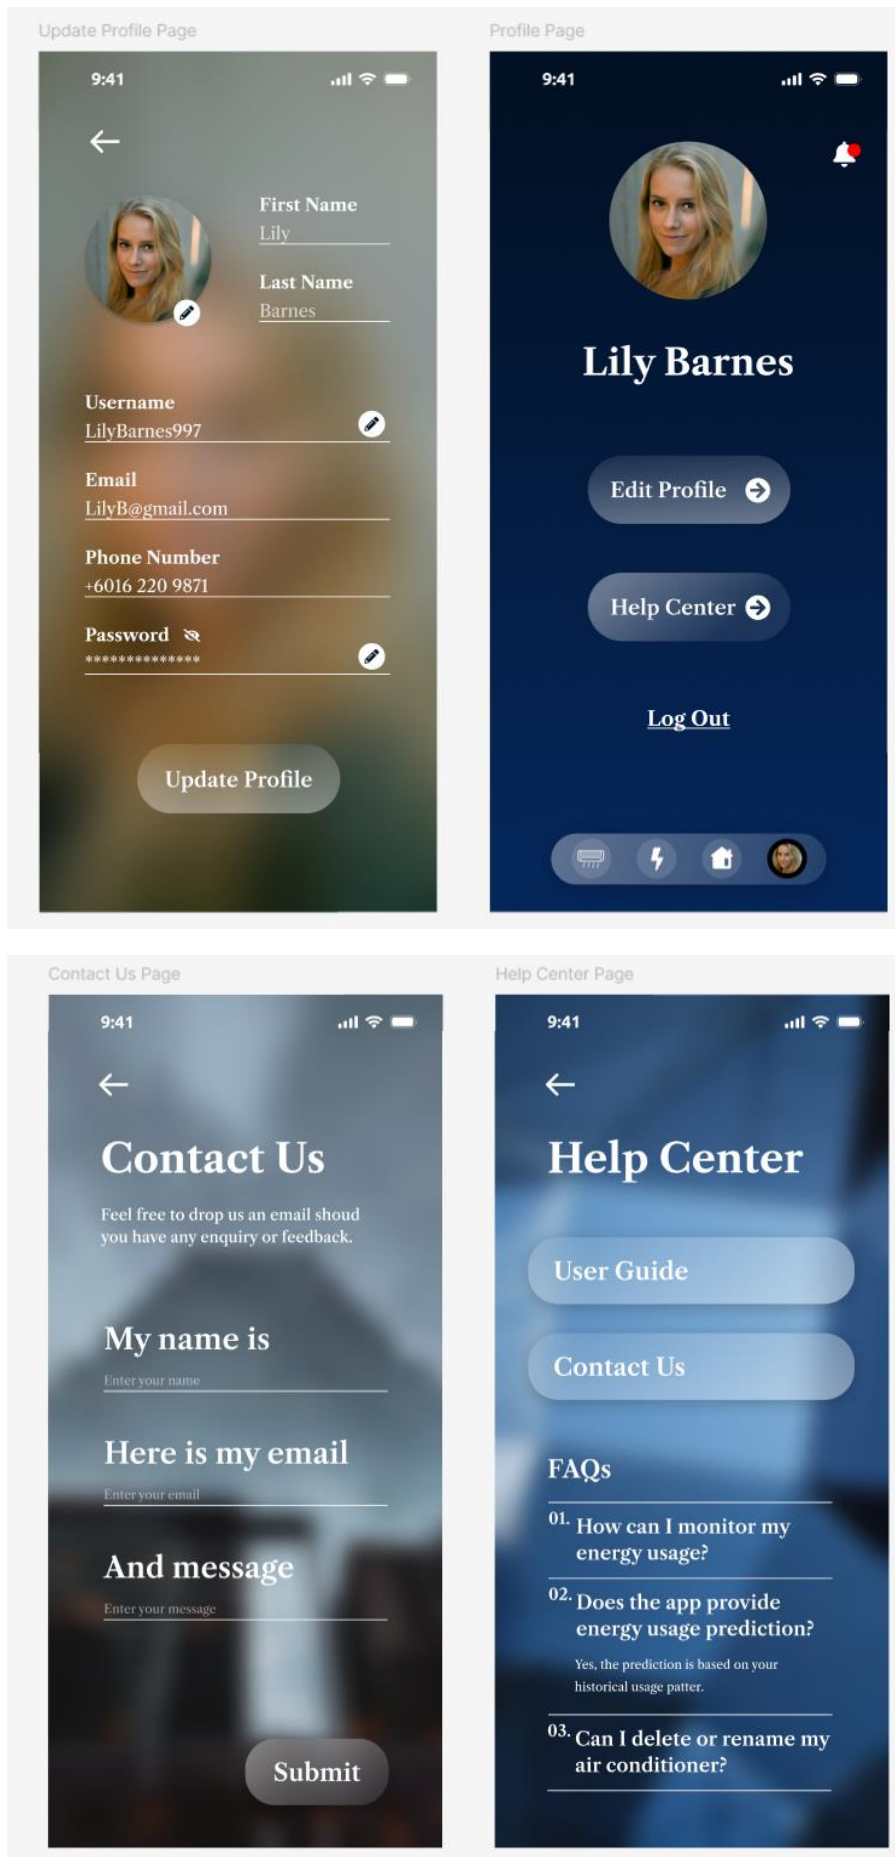 Update Profile Page
9:41
First Name
Lily
Last Name
Barnes
Username
LilyBarnes997
Email
LilyB@gmail.com
Phone Number
+6016 220 9871
Password
**************
Update Profile
Profile Page
9:41
Lily Barnes
Edit Profile
Help Center
Log Out
Contact Us Page
9:41
Contact Us
Feel free to drop us an email shoud
you have any enquiry or feedback.
My name is
Enter your name
Here is my email
Enter your email
And message
Enter your message
Submit
Help Center Page
9:41
Help Center
User Guide
Contact Us
FAQs
01. How can I monitor my
energy usage?
02. Does the app provide
energy usage prediction?
Yes, the prediction is based on your
historical usage patter.
03. Can I delete or rename my
air conditioner?